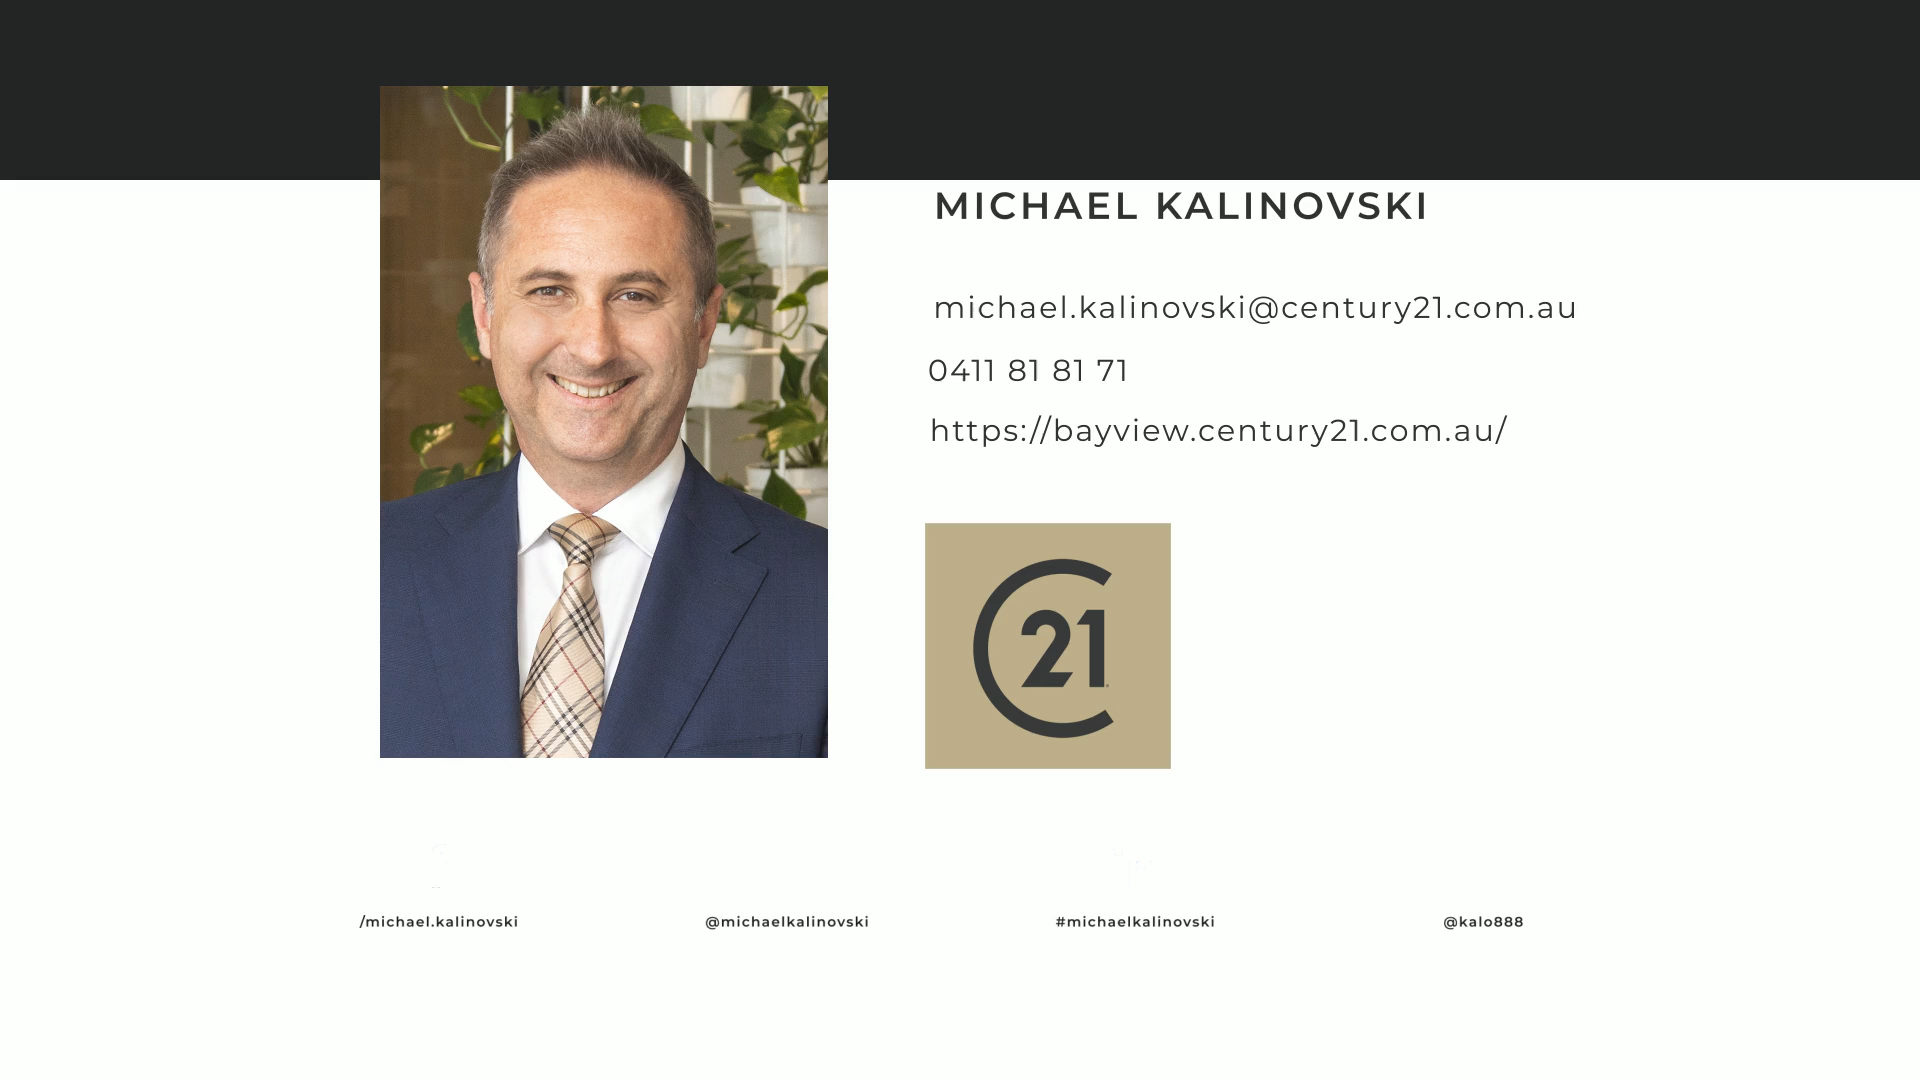 MICHAEL KALINOVSKI
michael.kalinovski@century21.com.au
0411 81 81 71
https://bayview.century21.com.au/
C21
/michael.kalinovski
@michaelkalinovski
#michaelkalinovski
@kalo888